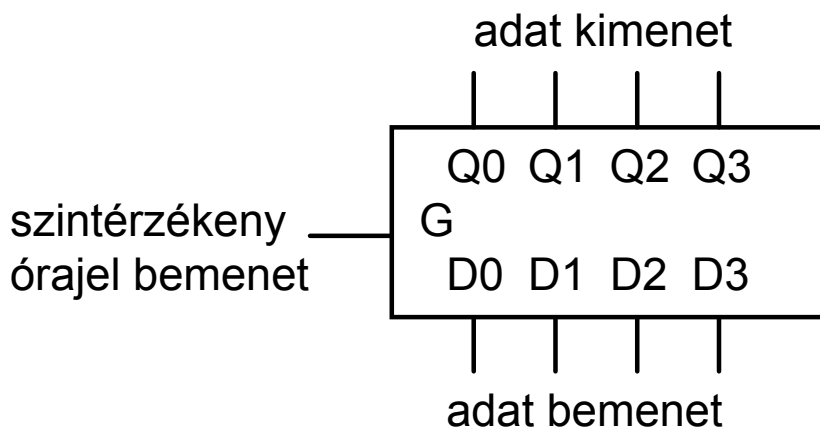 adat kimenet
Q0 Q1 Q2 Q3
szintérzékeny
órajel bemenet
G
D0 D1 D2 D3
adat bemenet